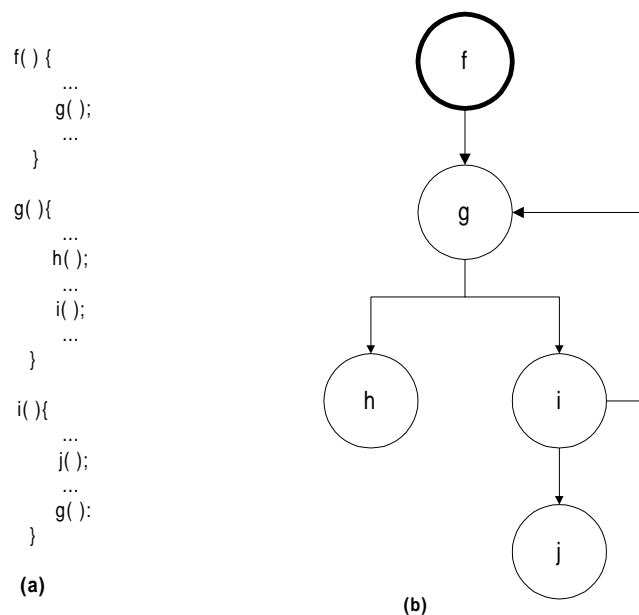 f( ) {
...
g( );
...
}
g( ){
...
h( );
...
i( );
...
}
i( ){
...
j( );
...
g( ):
}
(a)
f
g
h
i
j
(b)